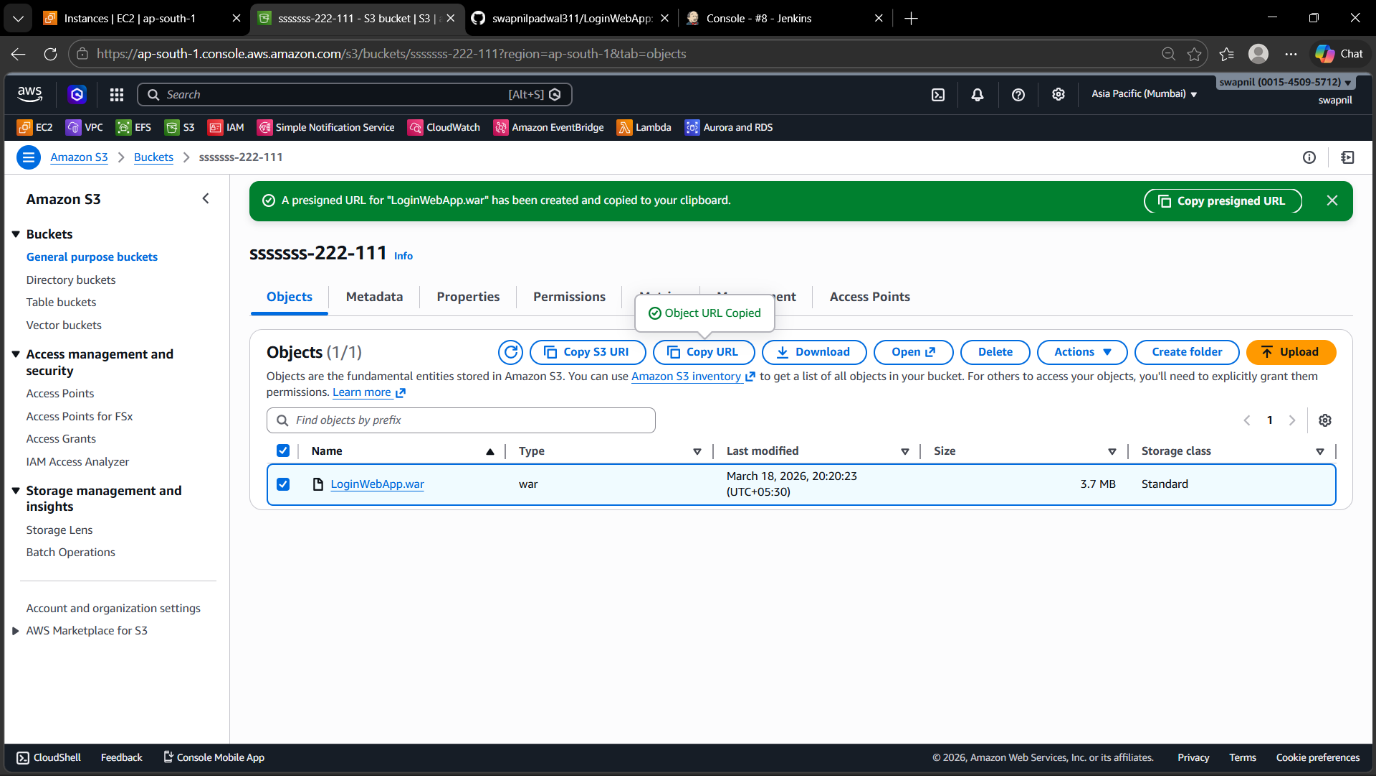 Instances | EC2 | ap-south-1
sssssss-222-111 - S3 bucket | S3 | a
swapnilpadwal311/LoginWebApp:
Console - #8 - Jenkins
https://ap-south-1.console.aws.amazon.com/s3/buckets/sssssss-222-111?region=ap-south-1&tab=objects
Chat
aws
Search
[Alt+S]
Asia Pacific (Mumbai)
swapnil (0015-4509-5712)
swapnil
EC2
VPC
EFS
S3
IAM
Simple Notification Service
CloudWatch
Amazon EventBridge
Lambda
Aurora and RDS
Amazon S3
Buckets
sssssss-222-111
Amazon S3
Buckets
General purpose buckets
Directory buckets
Table buckets
Vector buckets
Access management and
security
Access Points
Access Points for FSx
Access Grants
IAM Access Analyzer
Storage management and
insights
Storage Lens
Batch Operations
Account and organization settings
AWS Marketplace for S3
A presigned URL for "LoginWebApp.war" has been created and copied to your clipboard.
Copy presigned URL
sssssss-222-111
Info
Objects
Metadata
Properties
Permissions
Access Points
Object URL Copied
Objects (1/1)
Copy S3 URI
Copy URL
Download
Open
Delete
Actions
Create folder
Upload
Objects are the fundamental entities stored in Amazon S3. You can use Amazon S3 inventory to get a list of all objects in your bucket. For others to access your objects, you'll need to explicitly grant them
permissions. Learn more
Find objects by prefix
1
Name
Type
Last modified
Size
Storage class
LoginWebApp.war
war
March 18, 2026, 20:20:23
(UTC+05:30)
3.7 MB
Standard
CloudShell
Feedback
Console Mobile App
© 2026, Amazon Web Services, Inc. or its affiliates.
Privacy
Terms
Cookie preferences